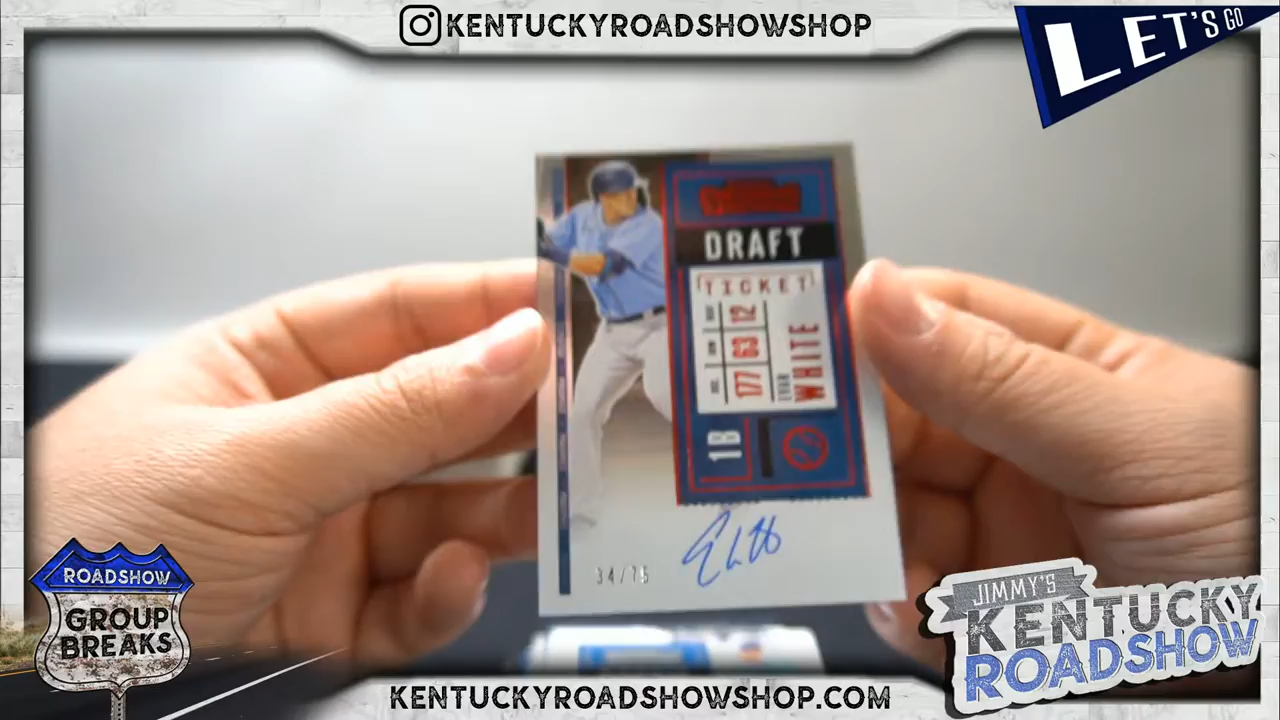 KENTUCKYROADSHOWSHOP
LET'S GO
DRAFT
TICKET
177 63 12
EVAN
WHITE
1B
34/75
ROADSHOW
GROUP
BREAKS
JIMMY'S
KENTUCKY
ROADSHOW
KENTUCKYROADSHOWSHOP.COM